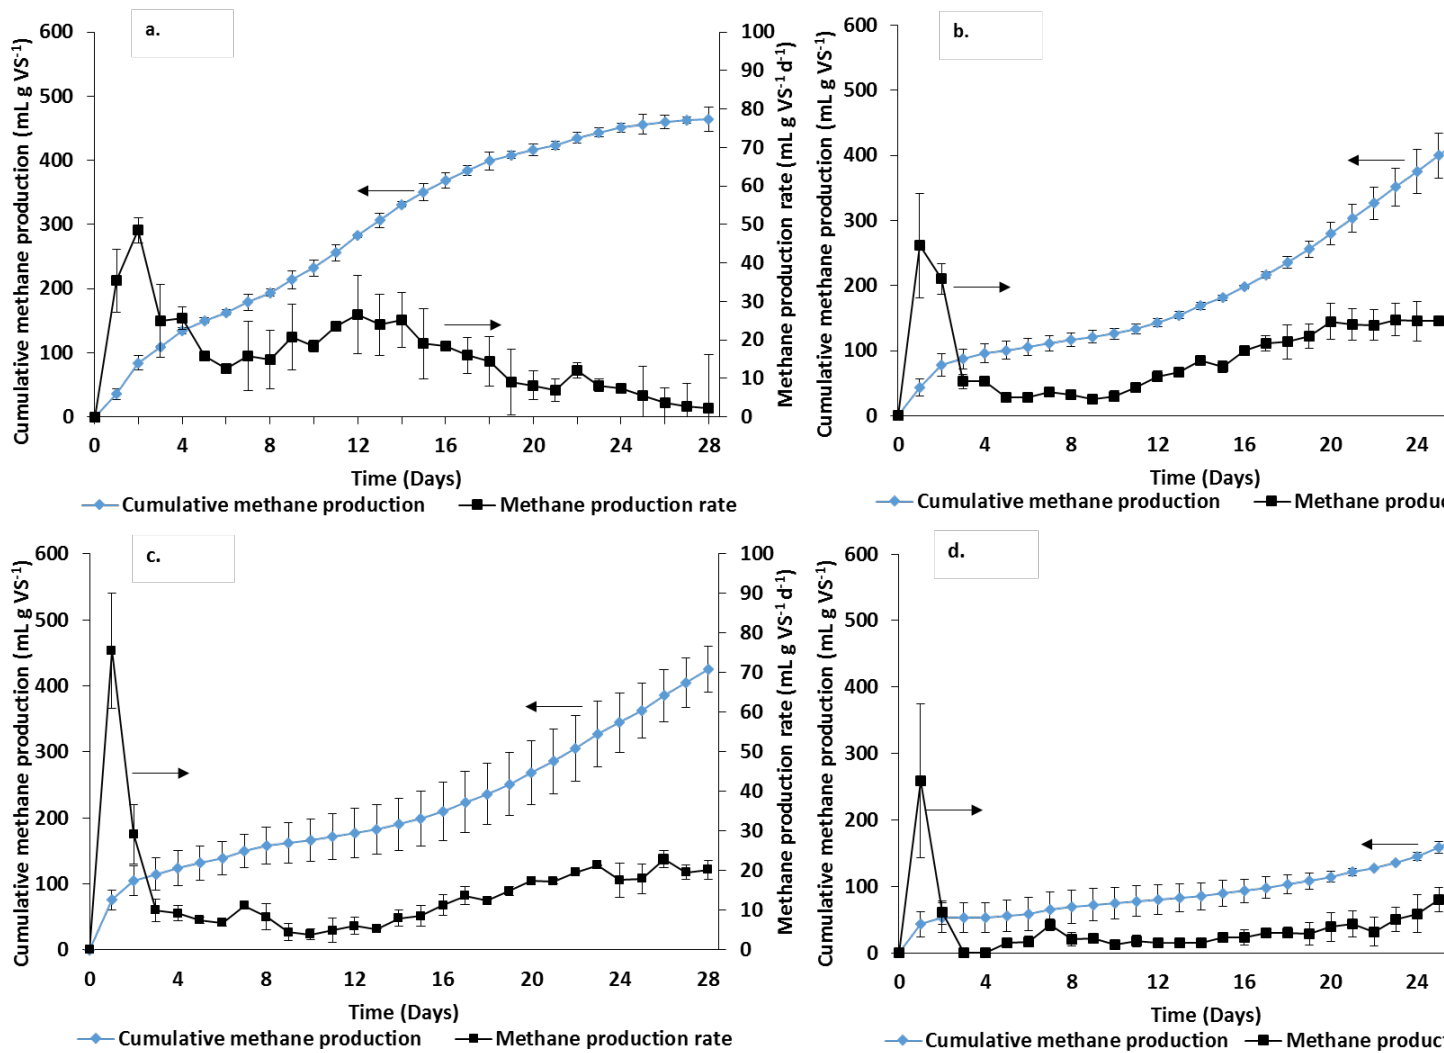 a.
600
500
400
300
200
100
0
100
90
80
70
60
50
40
30
20
10
0
0 4 8 12 16 20 24 28
Cumulative methane production (mL g VS⁻¹)
Methane production rate (mL g VS⁻¹ d⁻¹)
Time (Days)
Cumulative methane production Methane production rate
b.
600
500
400
300
200
100
0
0 4 8 12 16 20 24
Cumulative methane production (mL g VS⁻¹)
Time (Days)
Cumulative methane production Methane produc
c.
600
500
400
300
200
100
0
100
90
80
70
60
50
40
30
20
10
0
0 4 8 12 16 20 24 28
Cumulative methane production (mL g VS⁻¹)
Methane production rate (mL g VS⁻¹ d⁻¹)
Time (Days)
Cumulative methane production Methane production rate
d.
600
500
400
300
200
100
0
0 4 8 12 16 20 24
Cumulative methane production (mL g VS⁻¹)
Time (Days)
Cumulative methane production Methane produc